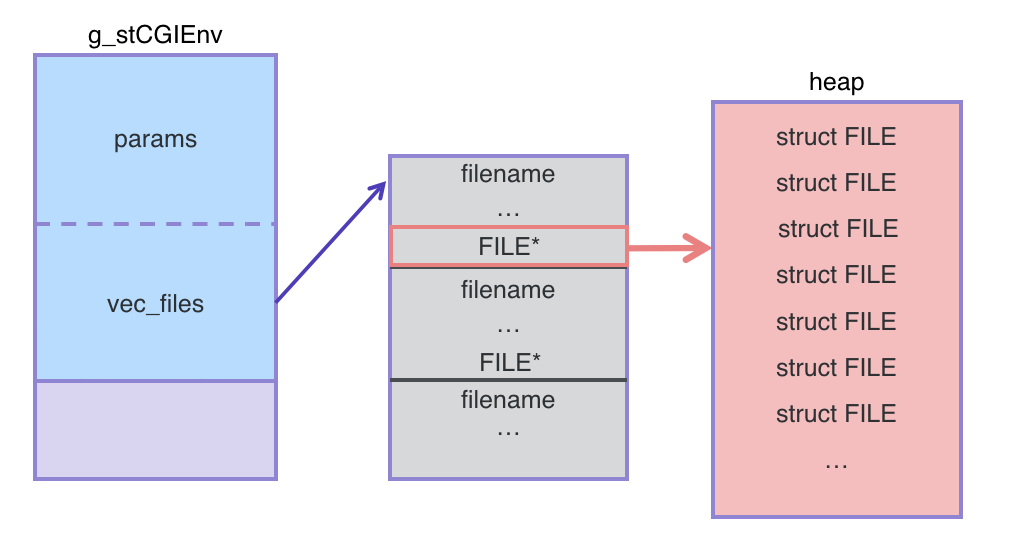 g_stCGIEnv
params
vec_files
filename
...
FILE*
filename
...
FILE*
filename
...
heap
struct FILE
struct FILE
struct FILE
struct FILE
struct FILE
struct FILE
struct FILE
...